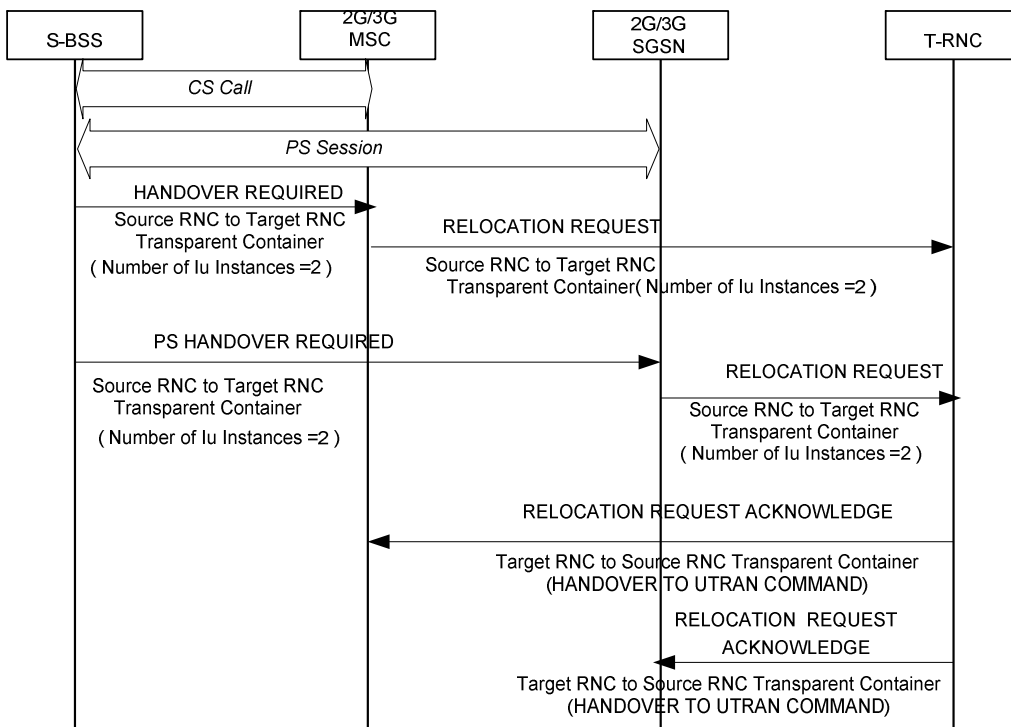 S-BSS
2G/3G
MSC
2G/3G
SGSN
T-RNC
CS Call
PS Session
HANDOVER REQUIRED
Source RNC to Target RNC
Transparent Container
( Number of Iu Instances =2 )
RELOCATION REQUEST
Source RNC to Target RNC
Transparent Container( Number of Iu Instances =2 )
PS HANDOVER REQUIRED
Source RNC to Target RNC
Transparent Container
( Number of Iu Instances =2 )
RELOCATION REQUEST
Source RNC to Target RNC
Transparent Container
( Number of Iu Instances =2 )
RELOCATION REQUEST ACKNOWLEDGE
Target RNC to Source RNC Transparent Container
(HANDOVER TO UTRAN COMMAND)
RELOCATION REQUEST
ACKNOWLEDGE
Target RNC to Source RNC Transparent Container
(HANDOVER TO UTRAN COMMAND)